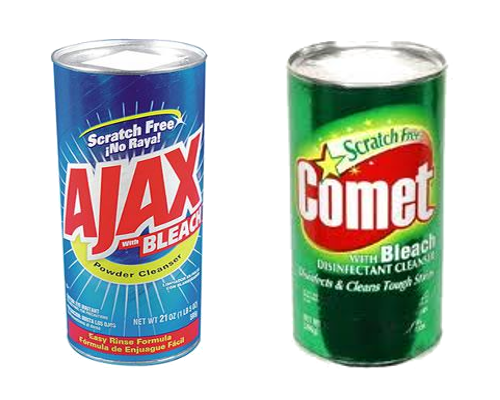 Scratch Free
¡No Raya!
AJAX
with BLEACH
Powder Cleanser
NET WT 21 OZ (1 LB 5 OZ)
Easy Rinse Formula
Fórmula de Enjuague Fácil
Scratch Free
Comet
WITH Bleach
DISINFECTANT CLEANSER
Disinfects & Cleans Tough Stains